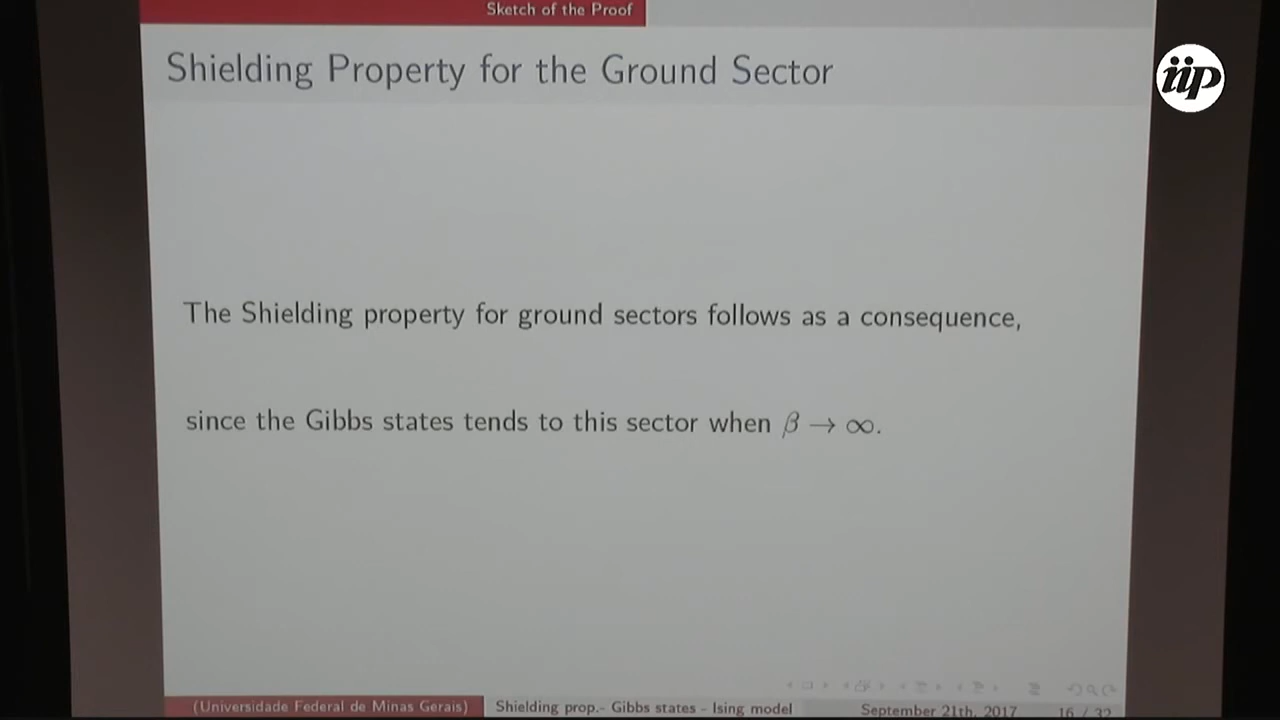 Sketch of the Proof
Shielding Property for the Ground Sector
iip
The Shielding property for ground sectors follows as a consequence,
since the Gibbs states tends to this sector when β → ∞.
(Universidade Federal de Minas Gerais)
Shielding prop.- Gibbs states - Ising model
September 21th, 2017
16 / 32